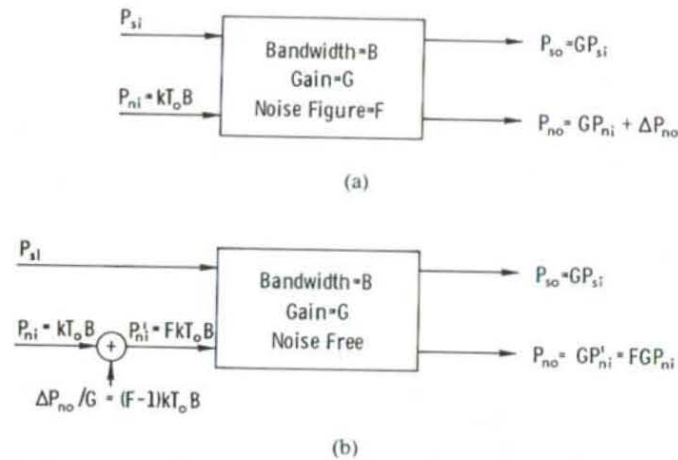 P_si
Bandwidth=B
P_so=GP_si
Gain=G
P_ni=kT_oB
Noise Figure=F
P_no= GP_ni + ΔP_no
(a)
P_si
Bandwidth=B
P_so=GP_si
Gain=G
P_ni= kT_oB
+
P'_ni=FkT_oB
Noise Free
P_no= GP'_ni = FGP_ni
ΔP_no/G = (F-1)kT_oB
(b)